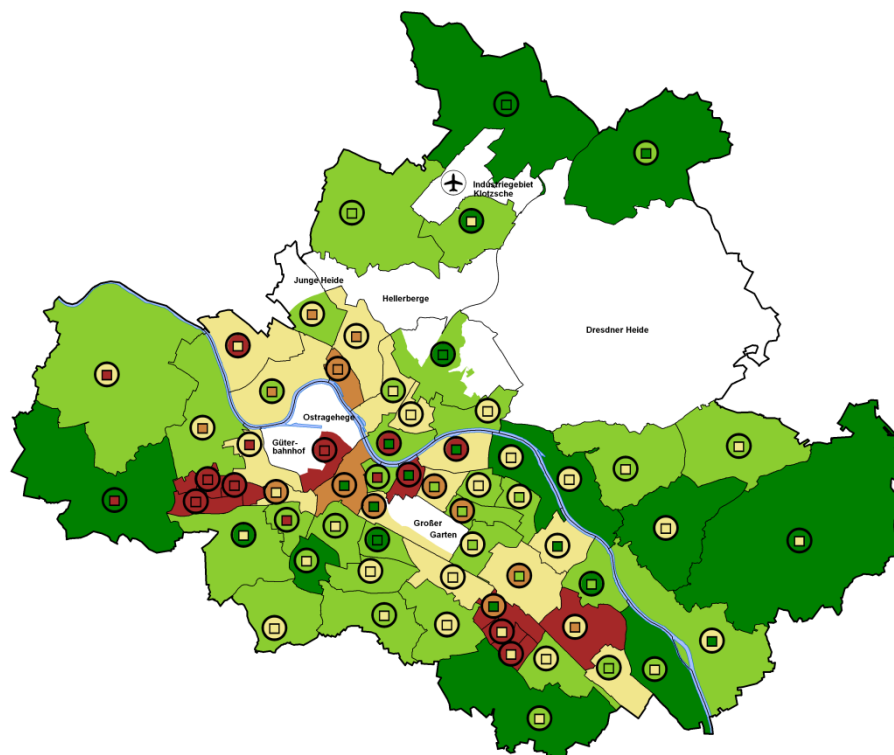 Industriegebiet
Klotzsche
Junge Heide
Hellerberge
Dresdner Heide
Ostragehege
Güter-
bahnhof
Großer
Garten